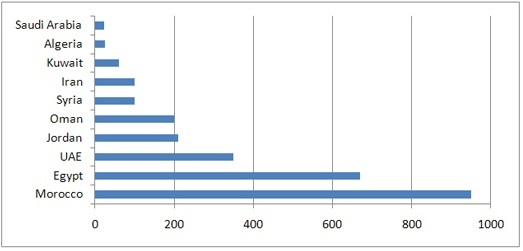 Saudi Arabia
Algeria
Kuwait
Iran
Syria
Oman
Jordan
UAE
Egypt
Morocco
0 200 400 600 800 1000